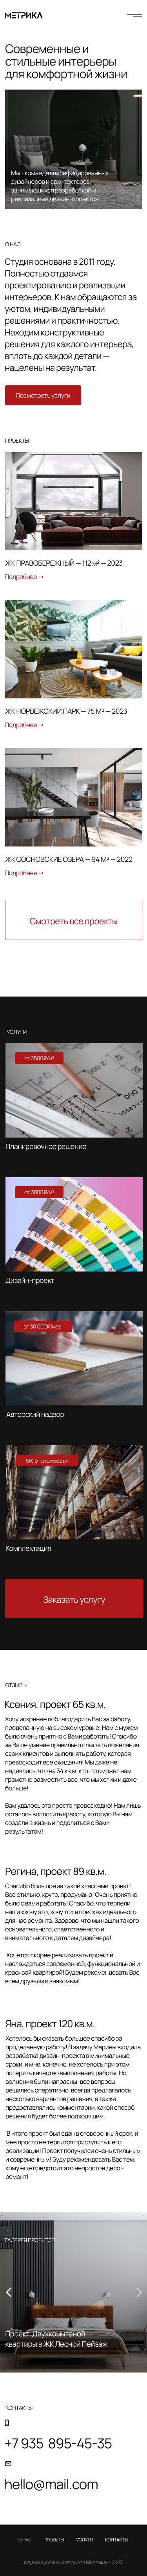 МЕТРИКА
Современные и
стильные интерьеры
для комфортной жизни
Мы - команда квалифицированных
дизайнеров и архитекторов,
занимающихся разработкой и
реализацией дизайн-проектов
О НАС
Студия основана в 2011 году.
Полностью отдаемся
проектированию и реализации
интерьеров. К нам обращаются за
уютом, индивидуальными
решениями и практичностью.
Находим конструктивные
решения для каждого интерьера,
вплоть до каждой детали —
нацелены на результат.
Посмотреть услуги
ПРОЕКТЫ
ЖК ПРАВОБЕРЕЖНЫЙ — 112 м² — 2023
Подробнее →
ЖК НОРВЕЖСКИЙ ПАРК — 75 М² — 2023
Подробнее →
ЖК СОСНОВСКИЕ ОЗЕРА — 94 М² — 2022
Подробнее →
Смотреть все проекты
УСЛУГИ
от 2500₽/м²
Планировочное решение
от 3000₽/м²
Дизайн-проект
от 30 000₽/мес
Авторский надзор
5% от стоимости
Комплектация
Заказать услугу
ОТЗЫВЫ
Ксения, проект 65 кв.м.
Хочу искренне поблагодарить Вас за работу,
проделанную на высоком уровне! Нам с мужем
было очень приятно с Вами работать! Спасибо
за Ваше умение правильно слышать пожелания
своих клиентов и выполнять работу, которая
превосходит все ожидания! Мы даже не
надеялись, что на 34 кв.м. кто-то сможет нам
грамотно разместить все, что мы хотим и даже
больше!
Вам удалось это просто превосходно! Нам лишь
осталось воплотить красоту, которую Вы нам
создали в жизнь и поделиться с Вами
результатом!
Регина, проект 89 кв.м.
Спасибо большое за такой классный проект!
Все стильно, круто, продумано! Очень приятно
было с вами работать! Спасибо, что терпели
наши «хочу это, хочу то» в поисках идеального
для нас ремонта. Здорово, что мы нашли такого
основательного, ответственного и
внимательного к деталям дизайнера!
Хочется скорее реализовать проект и
наслаждаться современной, функциональной и
красивой квартирой! Будем рекомендовать Вас
всем друзьям и знакомым!
Яна, проект 120 кв.м.
Хотелось бы сказать большое спасибо за
проделанную работу! В задачу Марины входила
разработка дизайн-проекта в минимальные
сроки, и мне, конечно, не хотелось при этом
потерять качество выполнения работы. Но
волнения были напрасны: все вопросы
решались оперативно, всегда предлагалось
несколько вариантов решения, а также
предоставлялись комментарии, какой способ
решения будет более подходящим.
В итоге проект был сдан в оговоренный срок, и
мне просто не терпится приступить к его
реализации! Проект получился очень стильным
и современным! Буду рекомендовать Вас тем,
кому еще предстоит это непростое дело -
ремонт!
ГАЛЕРЕЯ ПРОЕКТОВ
Проект: Двухкомнтаной
квартиры в ЖК Лесной Пейзаж
КОНТАКТЫ
+7 935 895-45-35
hello@mail.com
О НАС ПРОЕКТЫ УСЛУГИ КОНТАКТЫ
студия дизайна интерьера Метрика — 2023